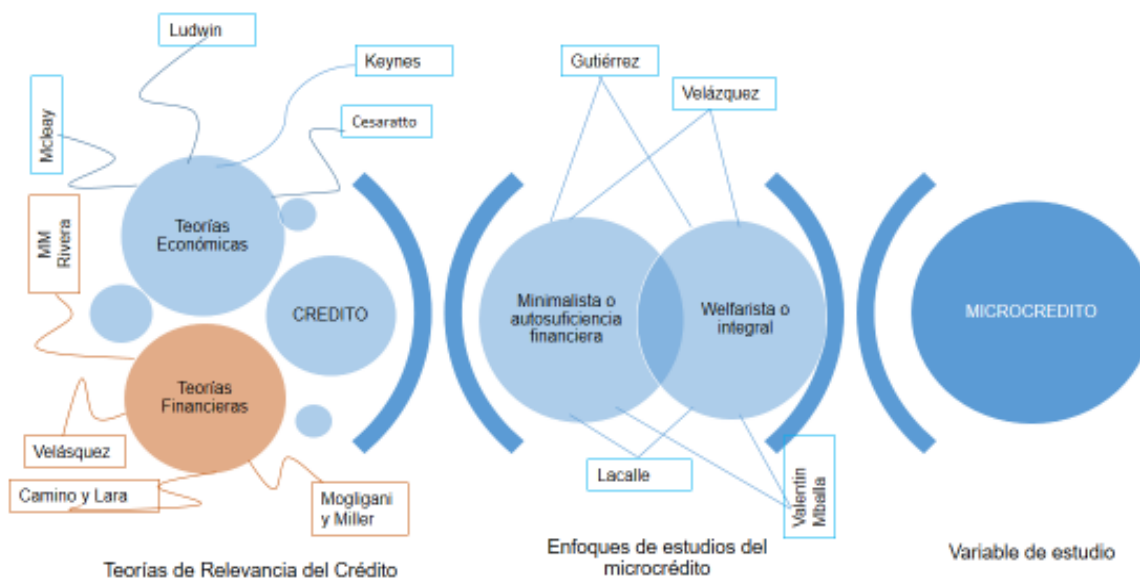 Ludwin
Keynes
Cesaratto
Mcleay
MM
Rivera
Teorías
Económicas
CREDITO
Teorías
Financieras
Velásquez
Camino y Lara
Mogligani
y Miller
Teorías de Relevancia del Crédito
Gutiérrez
Velázquez
Minimalista o
autosuficiencia
financiera
Welfarista o
integral
Lacalle
Valentin
Mballa
Enfoques de estudios del
microcrédito
MICROCREDITO
Variable de estudio